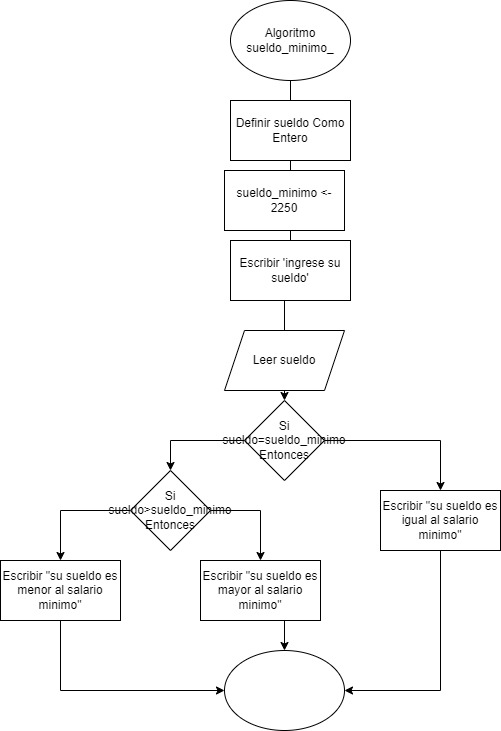 Algoritmo
sueldo_minimo_
Definir sueldo Como
Entero
sueldo_minimo <-
2250
Escribir 'ingrese su
sueldo'
Leer sueldo
Si
sueldo=sueldo_minimo
Entonces
Si
sueldo>sueldo_minimo
Entonces
Escribir "su sueldo es
igual al salario
minimo"
Escribir "su sueldo es
menor al salario
minimo"
Escribir "su sueldo es
mayor al salario
minimo"